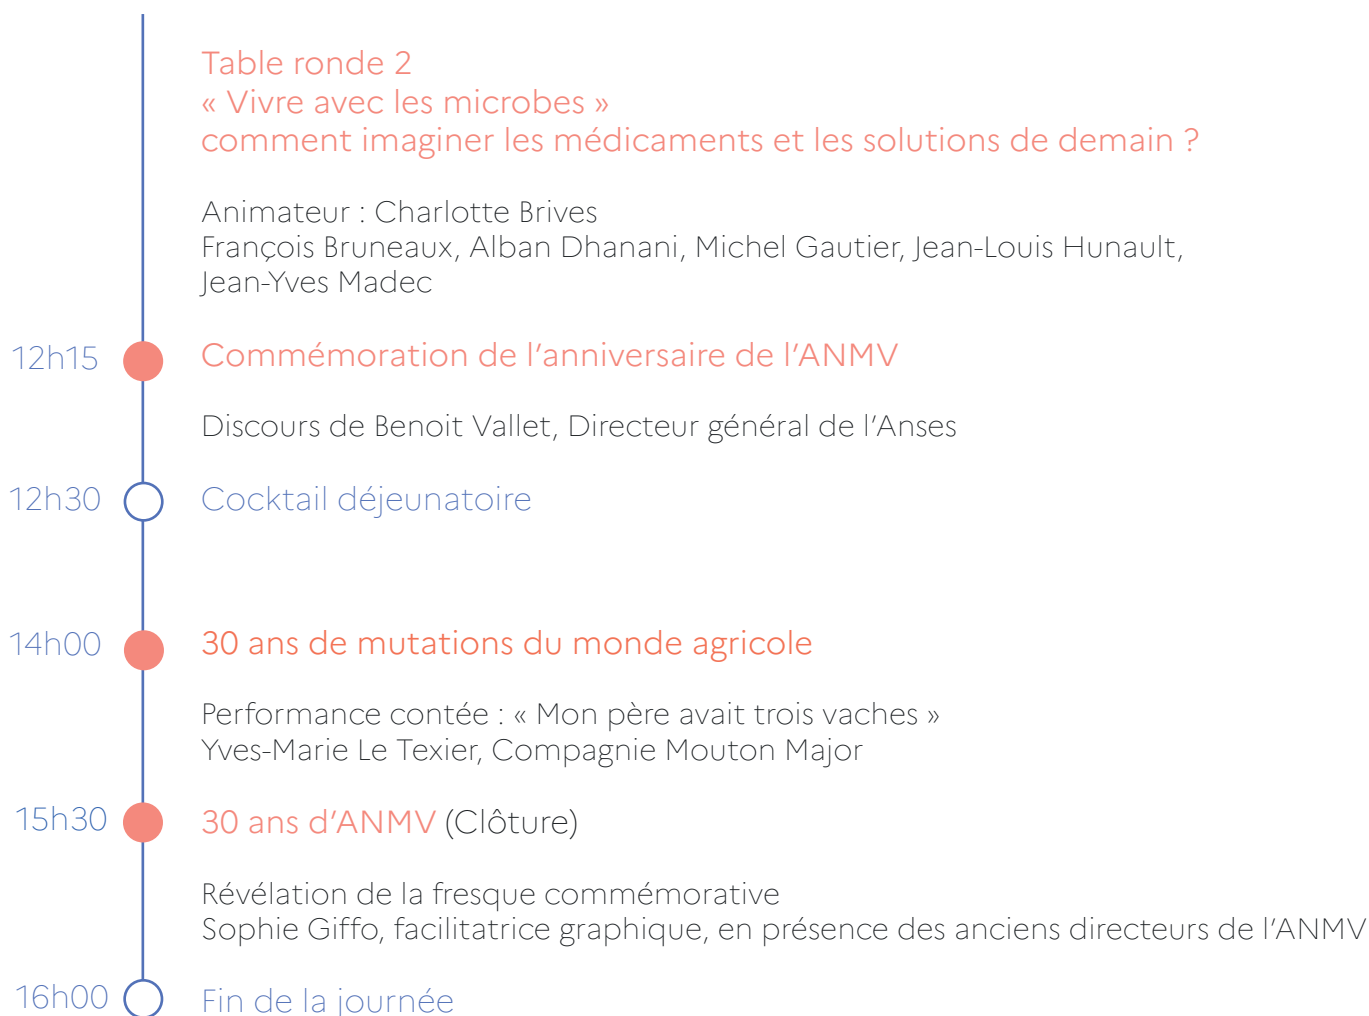 Table ronde 2
« Vivre avec les microbes »
comment imaginer les médicaments et les solutions de demain ?
Animateur : Charlotte Brives
François Bruneaux, Alban Dhanani, Michel Gautier, Jean-Louis Hunault,
Jean-Yves Madec
12h15 Commémoration de l'anniversaire de l'ANMV
Discours de Benoit Vallet, Directeur général de l'Anses
12h30 Cocktail déjeunatoire
14h00 30 ans de mutations du monde agricole
Performance contée : « Mon père avait trois vaches »
Yves-Marie Le Texier, Compagnie Mouton Major
15h30 30 ans d'ANMV (Clôture)
Révélation de la fresque commémorative
Sophie Giffo, facilitatrice graphique, en présence des anciens directeurs de l'ANMV
16h00 Fin de la journée